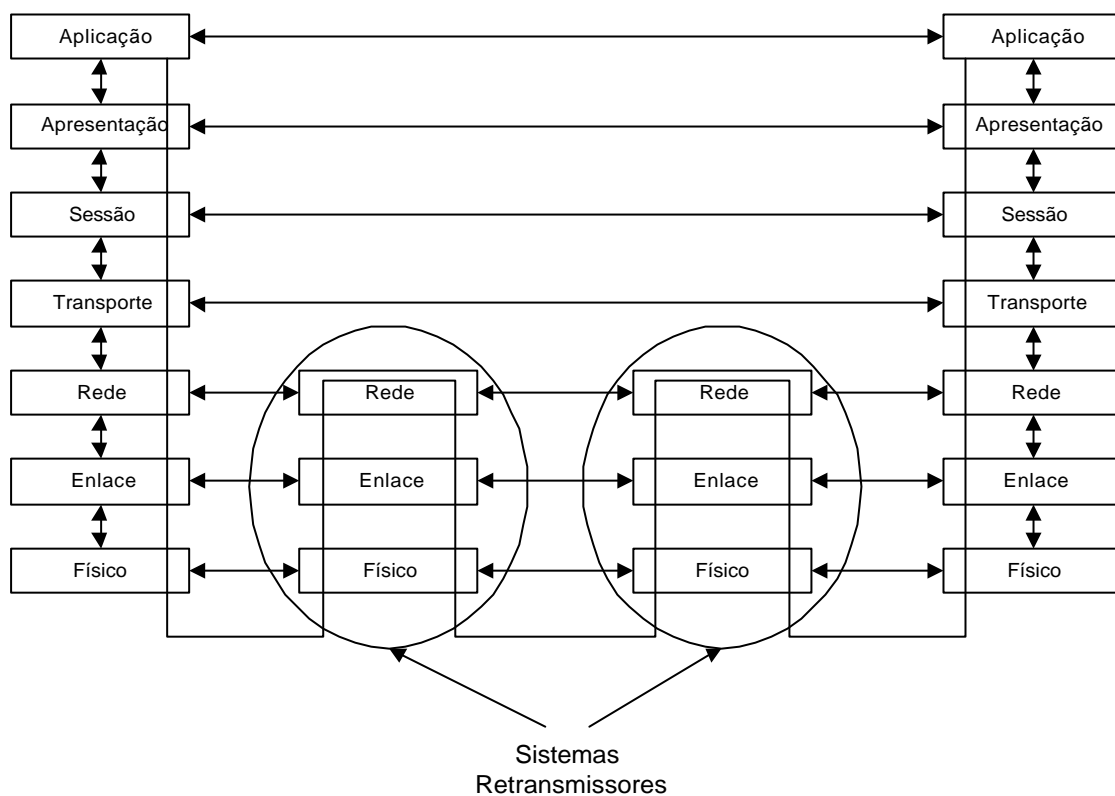 Aplicação
Aplicação
Apresentação
Apresentação
Sessão
Sessão
Transporte
Transporte
Rede
Rede
Rede
Rede
Enlace
Enlace
Enlace
Enlace
Físico
Físico
Físico
Físico
Sistemas
Retransmissores